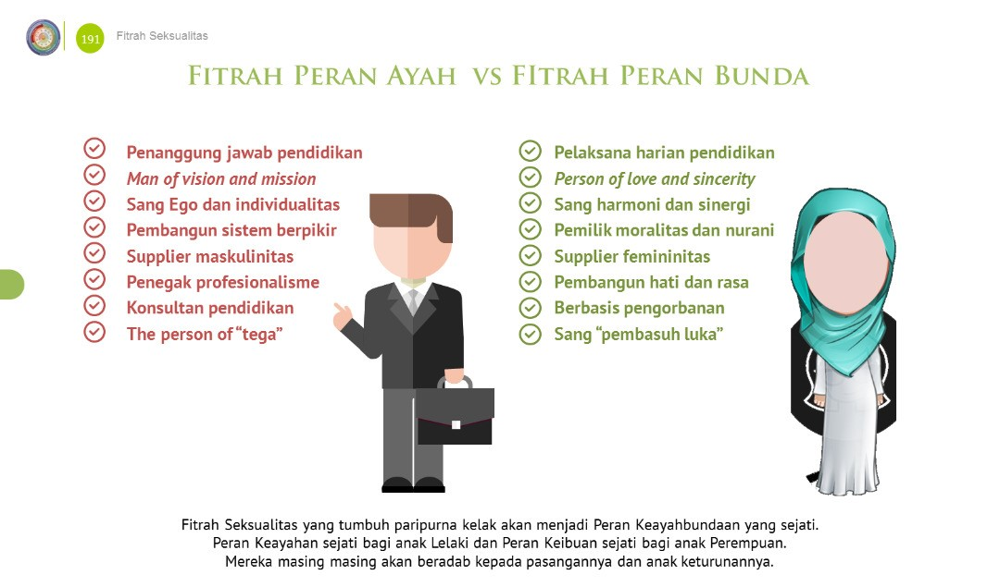 191
Fitrah Seksualitas
FITRAH PERAN AYAH VS FITRAH PERAN BUNDA
Penanggung jawab pendidikan
Man of vision and mission
Sang Ego dan individualitas
Pembangun sistem berpikir
Supplier maskulinitas
Penegak profesionalisme
Konsultan pendidikan
The person of “tega”
Pelaksana harian pendidikan
Person of love and sincerity
Sang harmoni dan sinergi
Pemilik moralitas dan nurani
Supplier femininitas
Pembangun hati dan rasa
Berbasis pengorbanan
Sang “pembasuh luka”
Fitrah Seksualitas yang tumbuh paripurna kelak akan menjadi Peran Keayahbundaan yang sejati.
Peran Keayahan sejati bagi anak Lelaki dan Peran Keibuan sejati bagi anak Perempuan.
Mereka masing masing akan beradab kepada pasangannya dan anak keturunannya.